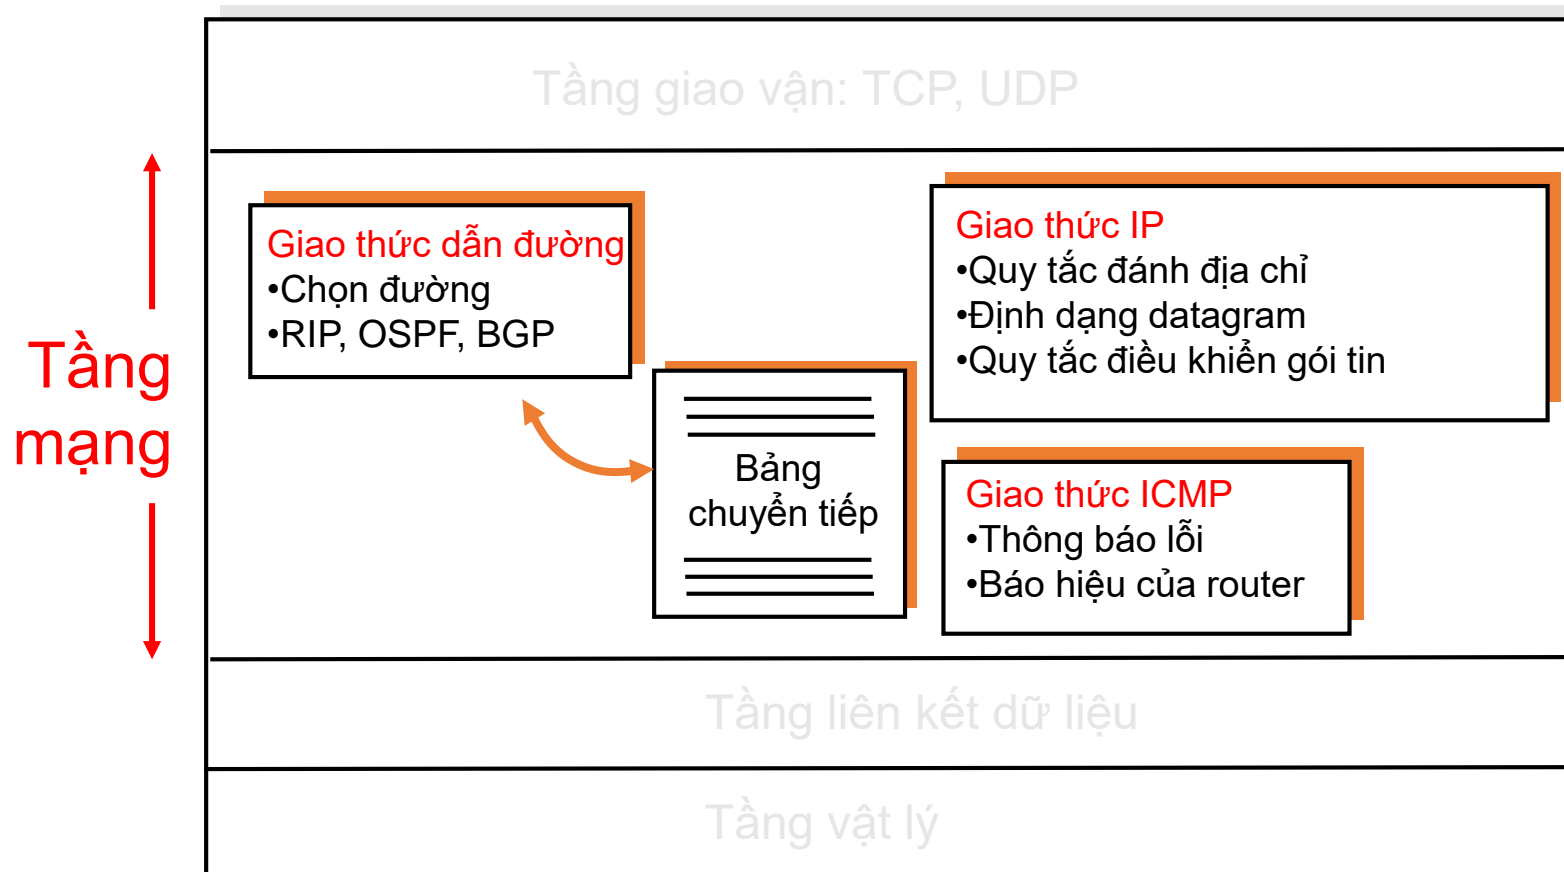 Tầng giao vận: TCP, UDP
Tầng
mạng
Giao thức dẫn đường
•Chọn đường
•RIP, OSPF, BGP
Bảng
chuyển tiếp
Giao thức IP
•Quy tắc đánh địa chỉ
•Định dạng datagram
•Quy tắc điều khiển gói tin
Giao thức ICMP
•Thông báo lỗi
•Báo hiệu của router
Tầng liên kết dữ liệu
Tầng vật lý